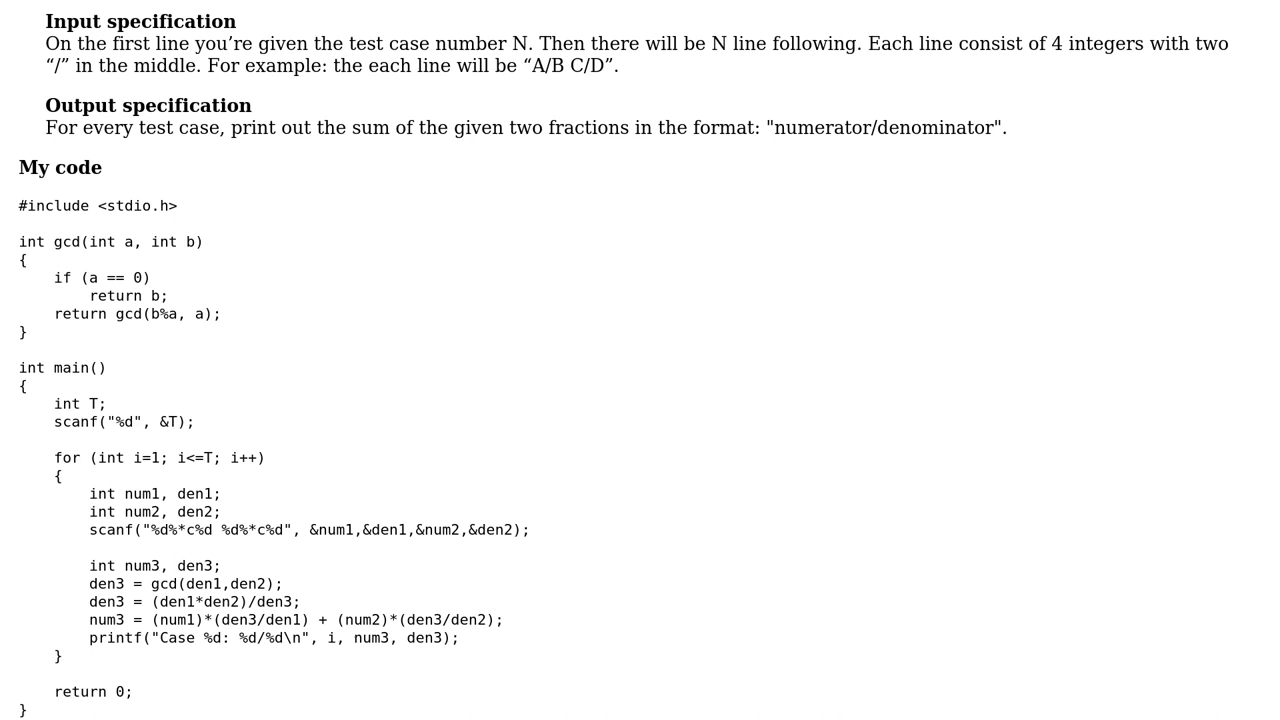 Input specification
On the first line you’re given the test case number N. Then there will be N line following. Each line consist of 4 integers with two
“/” in the middle. For example: the each line will be “A/B C/D”.
Output specification
For every test case, print out the sum of the given two fractions in the format: "numerator/denominator".
My code
#include <stdio.h>
int gcd(int a, int b)
{
    if (a == 0)
        return b;
    return gcd(b%a, a);
}
int main()
{
    int T;
    scanf("%d", &T);
    for (int i=1; i<=T; i++)
    {
        int num1, den1;
        int num2, den2;
        scanf("%d%*c%d %d%*c%d", &num1,&den1,&num2,&den2);
        int num3, den3;
        den3 = gcd(den1,den2);
        den3 = (den1*den2)/den3;
        num3 = (num1)*(den3/den1) + (num2)*(den3/den2);
        printf("Case %d: %d/%d\n", i, num3, den3);
    }
    return 0;
}